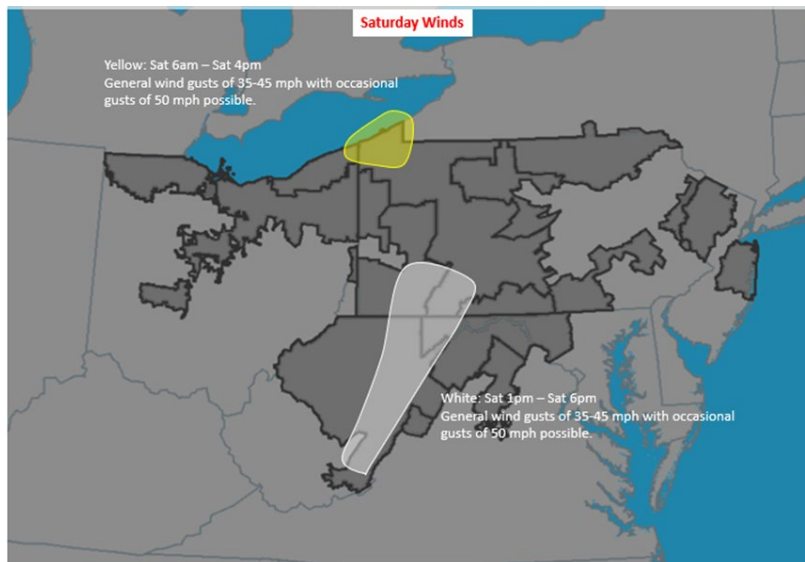 Saturday Winds
Yellow: Sat 6am – Sat 4pm
General wind gusts of 35-45 mph with occasional
gusts of 50 mph possible.
White: Sat 1pm – Sat 6pm
General wind gusts of 35-45 mph with occasional
gusts of 50 mph possible.